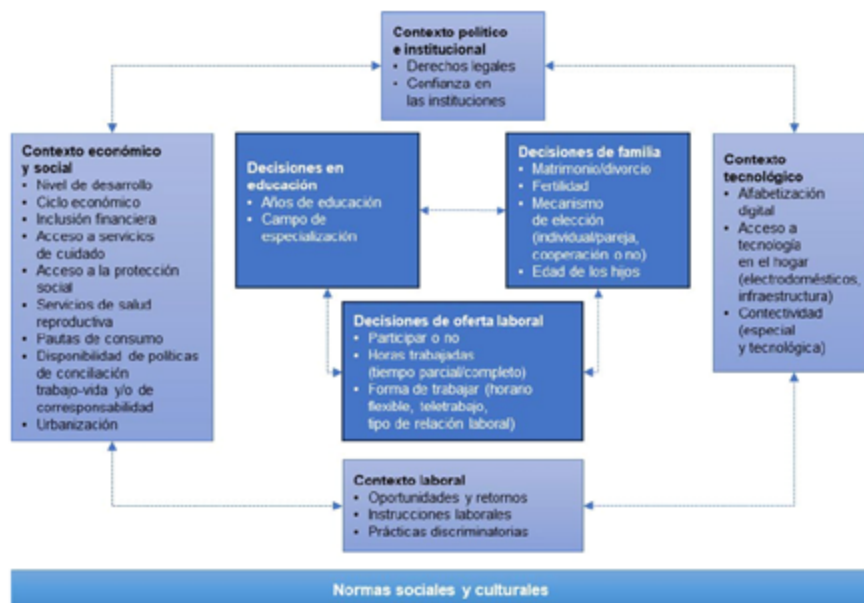 Contexto político
e institucional
• Derechos legales
• Confianza en
las instituciones
Contexto económico
y social
• Nivel de desarrollo
• Ciclo económico
• Inclusión financiera
• Acceso a servicios
de cuidado
• Acceso a la protección
social
• Servicios de salud
reproductiva
• Pautas de consumo
• Disponibilidad de políticas
de conciliación
trabajo-vida y/o de
corresponsabilidad
• Urbanización
Decisiones en
educación
• Años de educación
• Campo de
especialización
Decisiones de familia
• Matrimonio/divorcio
• Fertilidad
• Mecanismo
de elección
(individual/pareja,
cooperación o no)
• Edad de los hijos
Contexto
tecnológico
• Alfabetización
digital
• Acceso a
tecnología
en el hogar
(electrodomésticos,
infraestructura)
• Contectividad
(especial
y tecnológica)
Decisiones de oferta laboral
• Participar o no
• Horas trabajadas
(tiempo parcial/completo)
• Forma de trabajar (horario
flexible, teletrabajo,
tipo de relación laboral)
Contexto laboral
• Oportunidades y retornos
• Instrucciones laborales
• Prácticas discriminatorias
Normas sociales y culturales